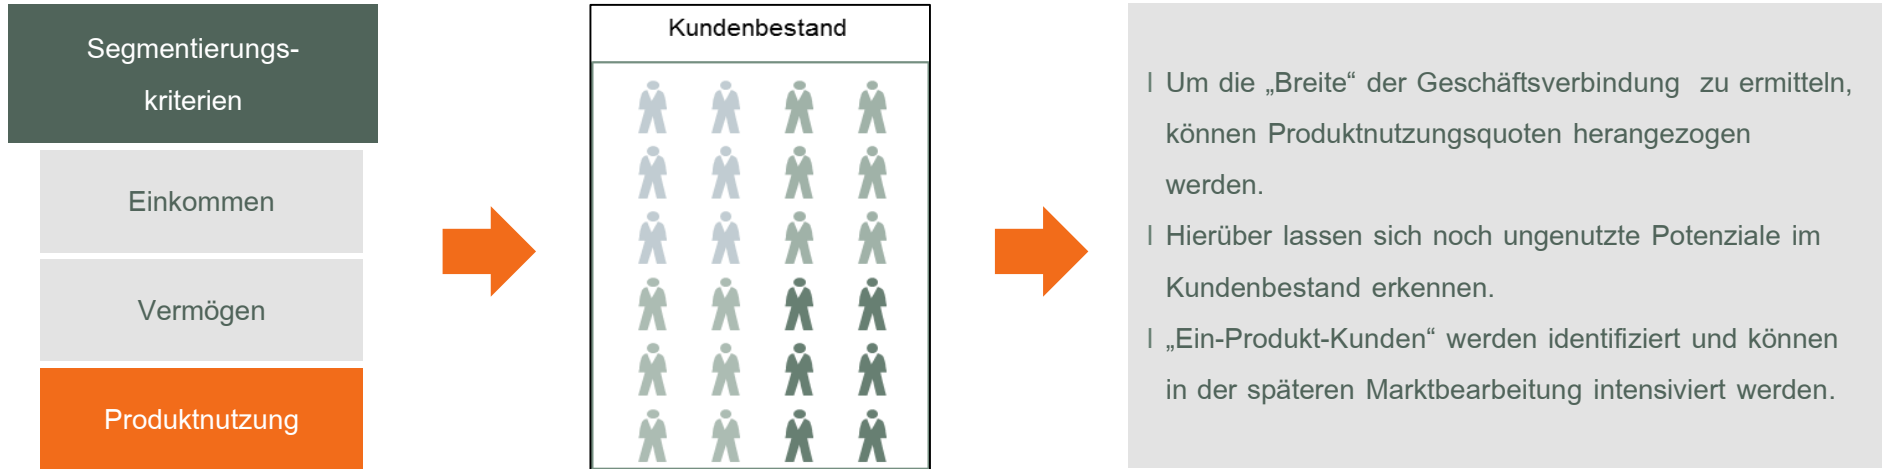 Segmentierungs-
kriterien
Einkommen
Vermögen
Produktnutzung
Kundenbestand
l Um die „Breite“ der Geschäftsverbindung  zu ermitteln,
können Produktnutzungsquoten herangezogen
werden.
l Hierüber lassen sich noch ungenutzte Potenziale im
Kundenbestand erkennen.
l „Ein-Produkt-Kunden“ werden identifiziert und können
in der späteren Marktbearbeitung intensiviert werden.